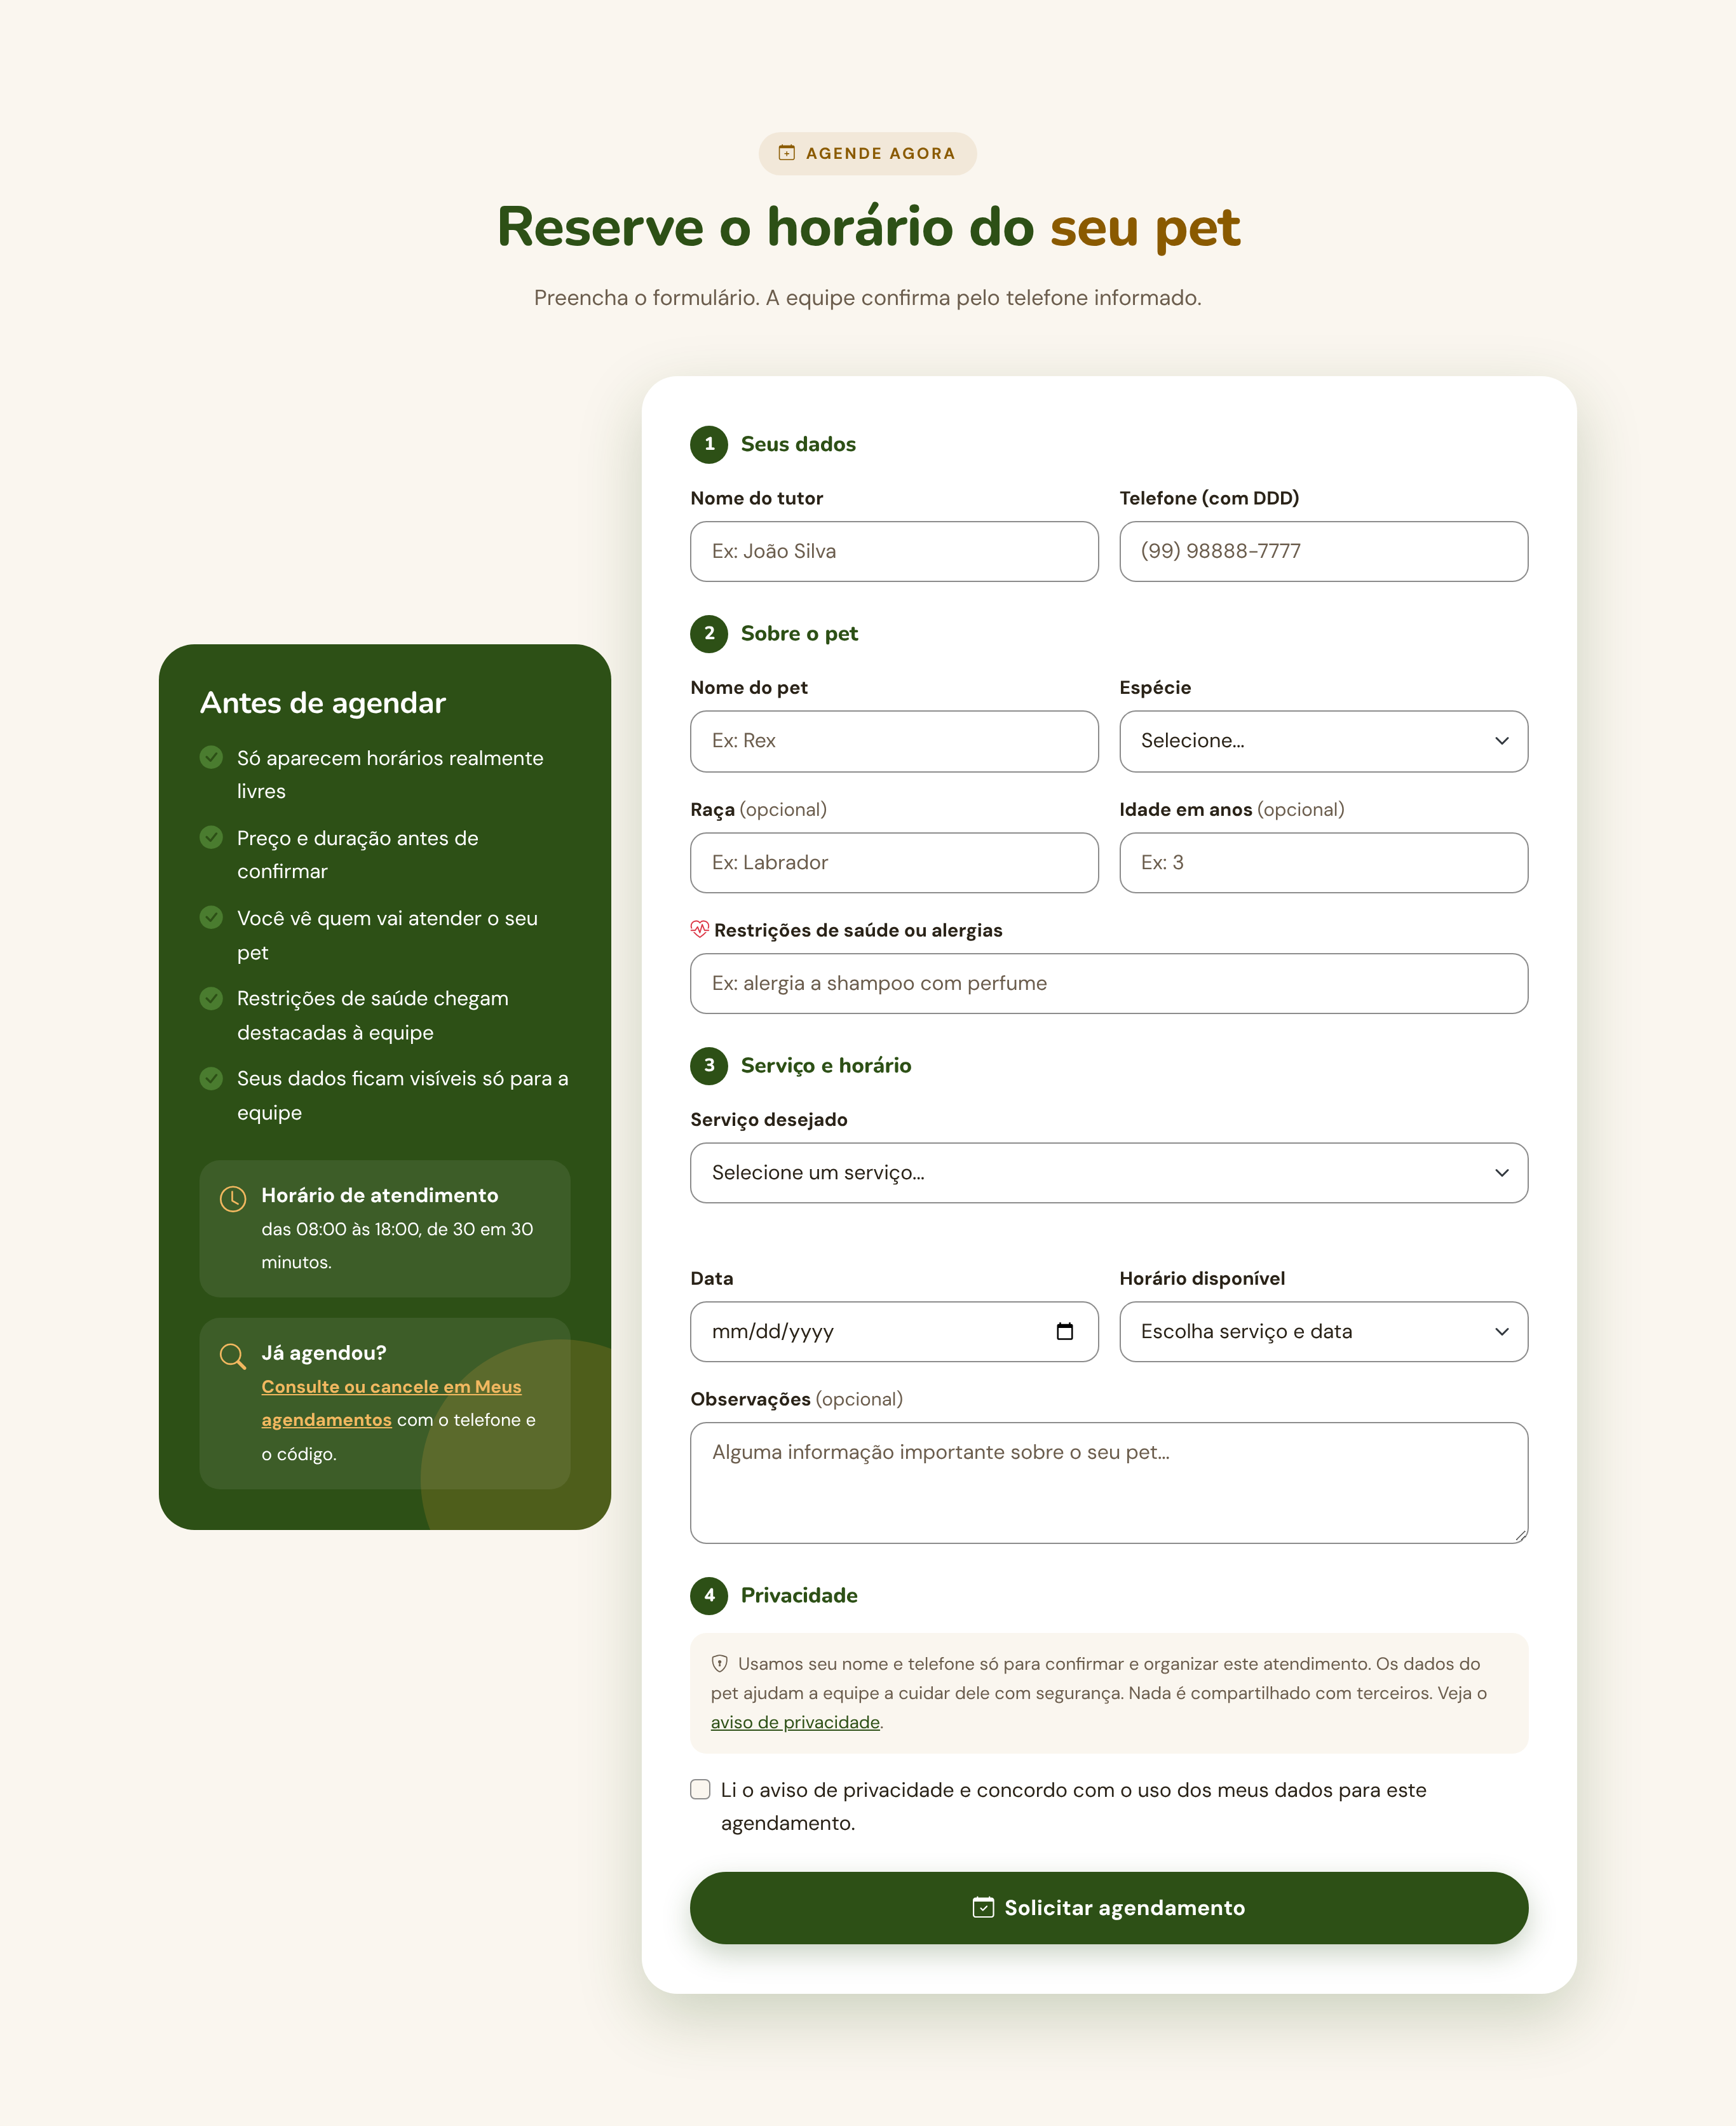 AGENDE AGORA
Reserve o horário do seu pet
Preencha o formulário. A equipe confirma pelo telefone informado.
Antes de agendar
Só aparecem horários realmente
livres
Preço e duração antes de
confirmar
Você vê quem vai atender o seu
pet
Restrições de saúde chegam
destacadas à equipe
Seus dados ficam visíveis só para a
equipe
Horário de atendimento
das 08:00 às 18:00, de 30 em 30
minutos.
Já agendou?
Consulte ou cancele em Meus
agendamentos com o telefone e
o código.
1 Seus dados
Nome do tutor
Ex: João Silva
Telefone (com DDD)
(99) 98888-7777
2 Sobre o pet
Nome do pet
Ex: Rex
Espécie
Selecione...
Raça (opcional)
Ex: Labrador
Idade em anos (opcional)
Ex: 3
Restrições de saúde ou alergias
Ex: alergia a shampoo com perfume
3 Serviço e horário
Serviço desejado
Selecione um serviço...
Data
mm/dd/yyyy
Horário disponível
Escolha serviço e data
Observações (opcional)
Alguma informação importante sobre o seu pet...
4 Privacidade
Usamos seu nome e telefone só para confirmar e organizar este atendimento. Os dados do
pet ajudam a equipe a cuidar dele com segurança. Nada é compartilhado com terceiros. Veja o
aviso de privacidade.
Li o aviso de privacidade e concordo com o uso dos meus dados para este
agendamento.
Solicitar agendamento